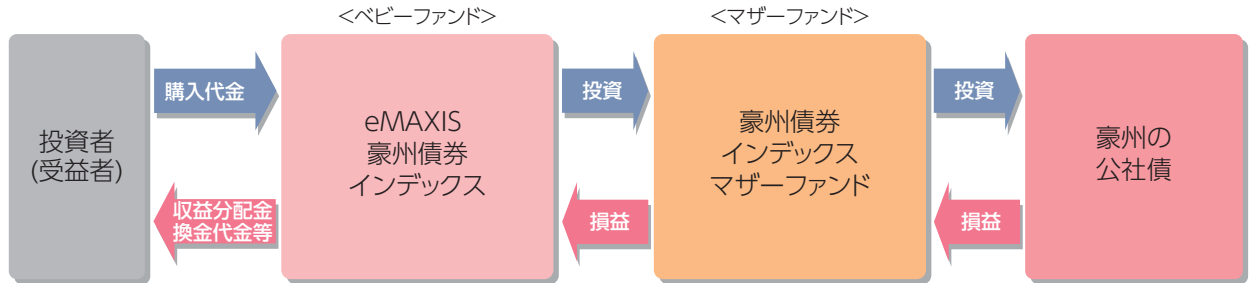 <ベビーファンド>
<マザーファンド>
投資者
(受益者)
購入代金
収益分配金
換金代金等
eMAXIS
豪州債券
インデックス
投資
損益
豪州債券
インデックス
マザーファンド
投資
損益
豪州の
公社債